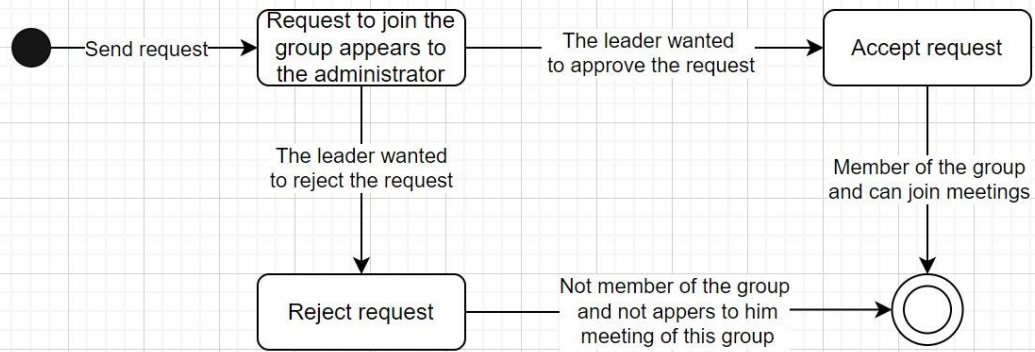 Send request
Request to join the
group appears to
the administrator
The leader wanted
to approve the request
Accept request
The leader wanted
to reject the request
Member of the group
and can join meetings
Reject request
Not member of the group
and not appers to him
meeting of this group